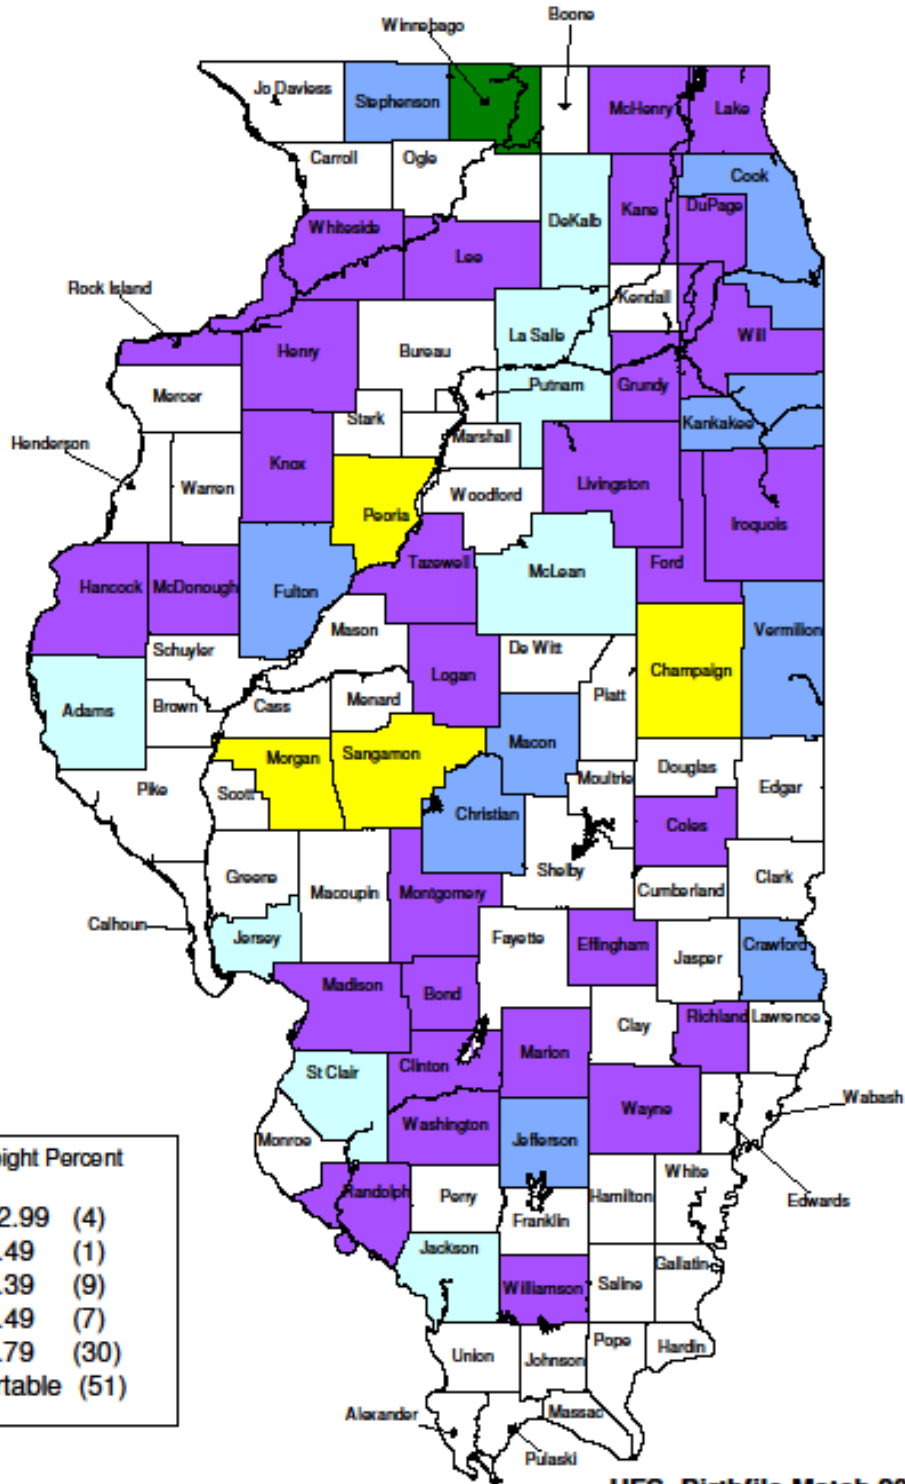 Boone
Winnebago
Jo Daviess
Stephenson
McHenry
Lake
Carroll
Ogle
Cook
DeKalb
Kane
DuPage
Whiteside
Lee
Rock Island
Kendall
La Salle
Will
Henry
Bureau
Putnam
Grundy
Mercer
Stark
Kankakee
Henderson
Marshall
Knox
Livingston
Warren
Woodford
Peoria
Iroquois
Tazewell
McLean
Ford
Hancock
McDonough
Fulton
Mason
Vermilion
Schuyler
De Witt
Logan
Champaign
Platt
Adams
Brown
Cass
Menard
Macon
Morgan
Sangamon
Douglas
Moultrie
Edgar
Pike
Scott
Christian
Coles
Shelby
Greene
Macoupin
Montgomery
Cumberland
Clark
Calhoun
Jersey
Fayette
Effingham
Jasper
Crawford
Madison
Bond
Richland
Lawrence
Clay
Marion
Clinton
St Clair
Wabash
Wayne
Washington
Jefferson
Monroe
White
Edwards
Randolph
Perry
Hamilton
Franklin
Jackson
Gallatin
Williamson
Saline
Union
Johnson
Pope
Hardin
Alexander
Massac
Pulaski
ight Percent
2.99 (4)
.49 (1)
.39 (9)
.49 (7)
.79 (30)
rtable (51)